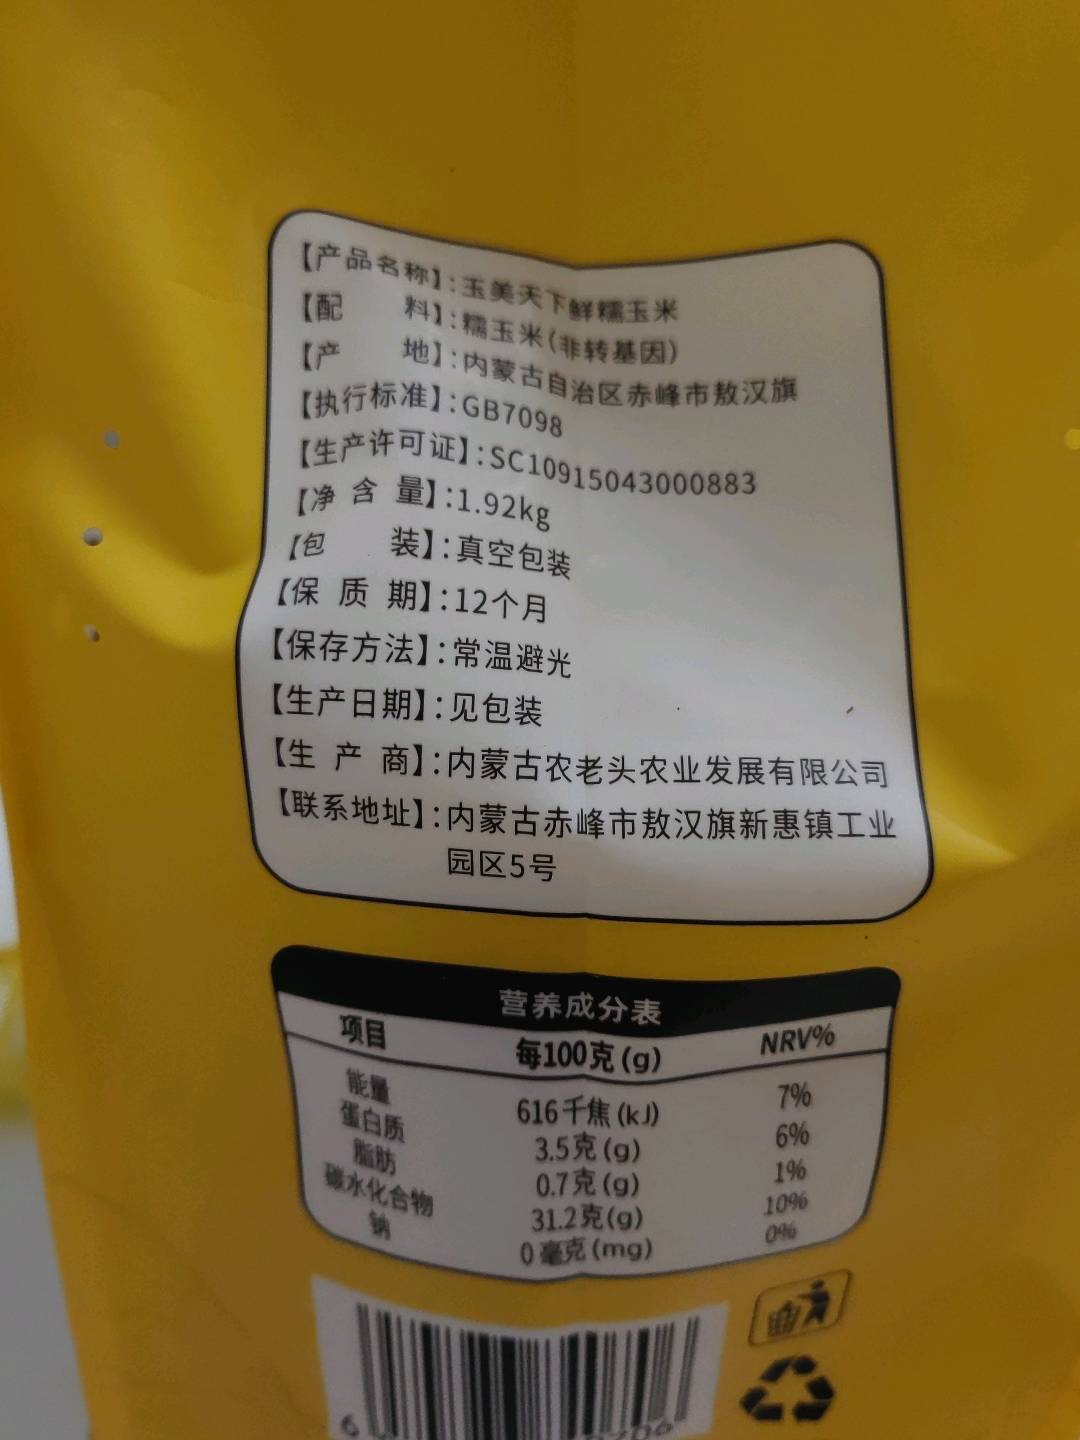 【产品名称】:玉美天下鲜糯玉米
【配 料】:糯玉米(非转基因)
【产 地】:内蒙古自治区赤峰市敖汉旗
【执行标准】:GB7098
【生产许可证】:SC10915043000883
【净 含 量】:1.92kg
【包 装】:真空包装
【保 质 期】:12个月
【保存方法】:常温避光
【生产日期】:见包装
【生 产 商】:内蒙古农老头农业发展有限公司
【联系地址】:内蒙古赤峰市敖汉旗新惠镇工业
园区5号
营养成分表
项目 每100克(g) NRV%
能量 616千焦(kJ) 7%
蛋白质 3.5克(g) 6%
脂肪 0.7克(g) 1%
碳水化合物 31.2克(g) 10%
钠 0毫克(mg) 0%